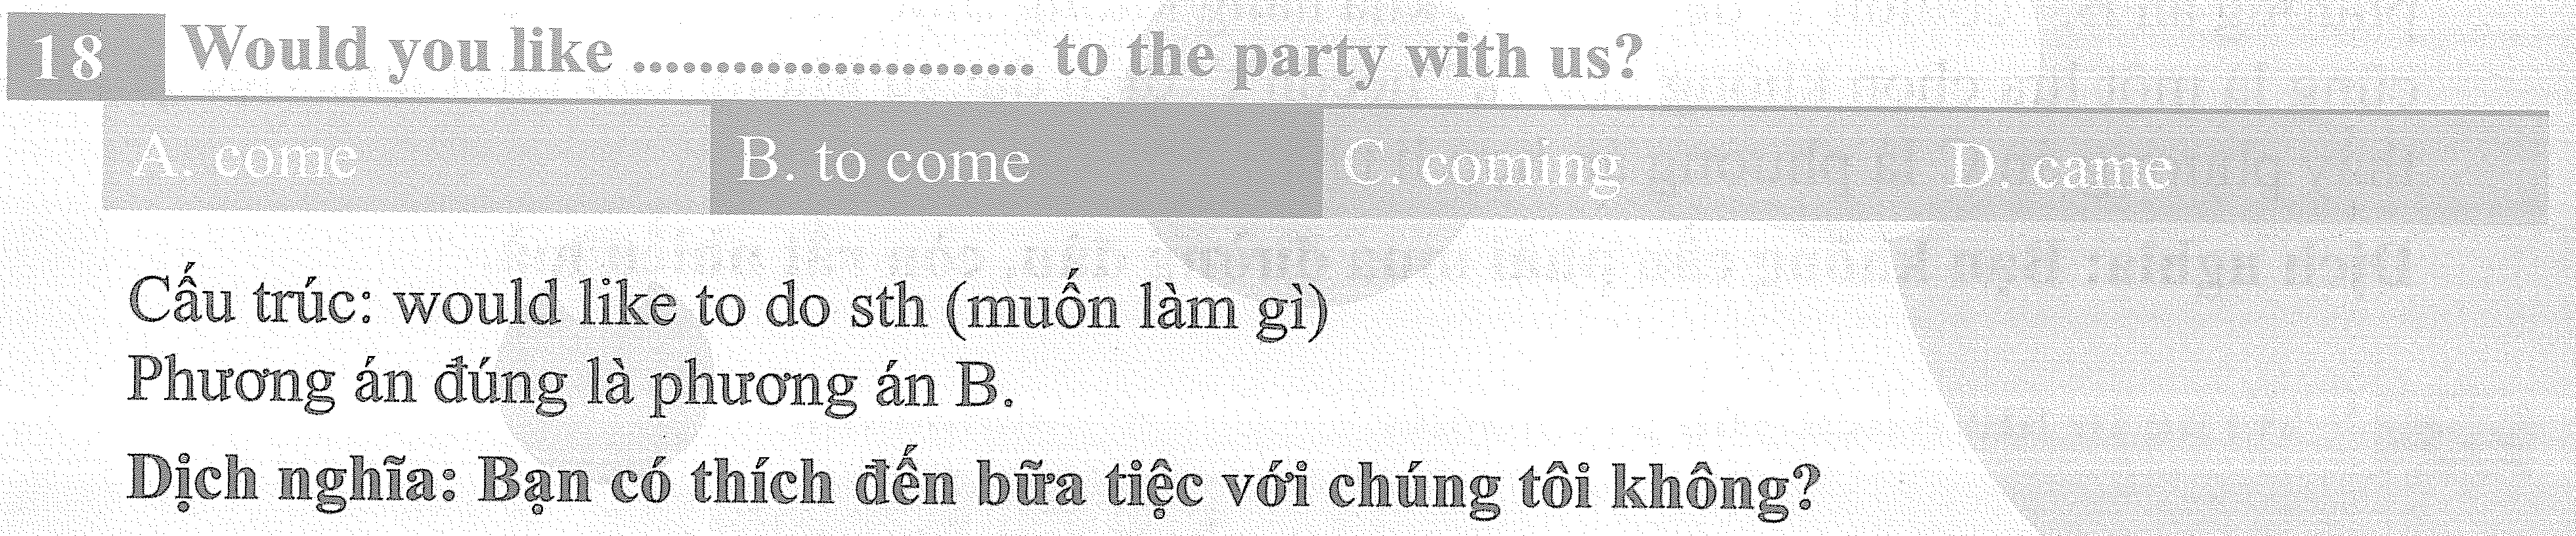 18 Would you like ........................ to the party with us?
A. come B. to come C. coming D. came
Cấu trúc: would like to do sth (muốn làm gì)
Phương án đúng là phương án B.
Dịch nghĩa: Bạn có thích đến bữa tiệc với chúng tôi không?